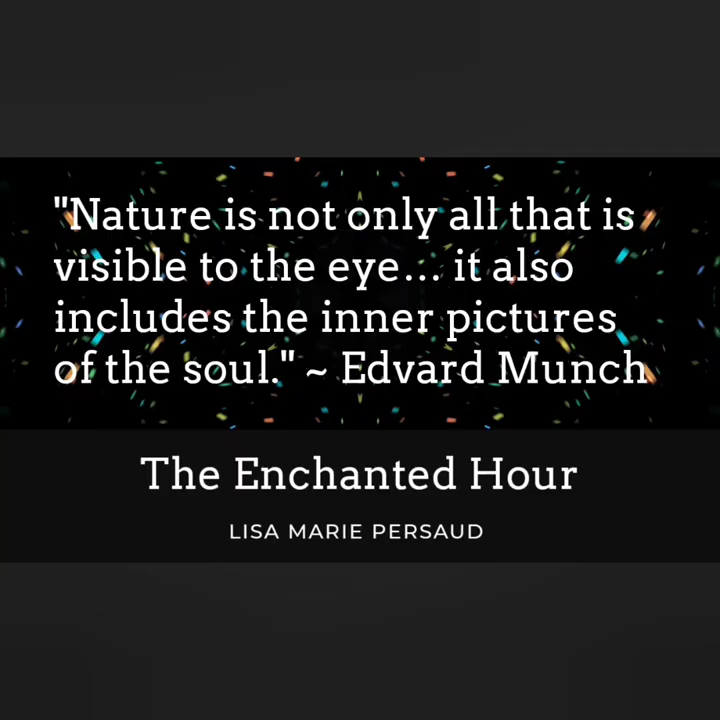 "Nature is not only all that is
visible to the eye... it also
includes the inner pictures
of the soul." ~ Edvard Munch
The Enchanted Hour
LISA MARIE PERSAUD